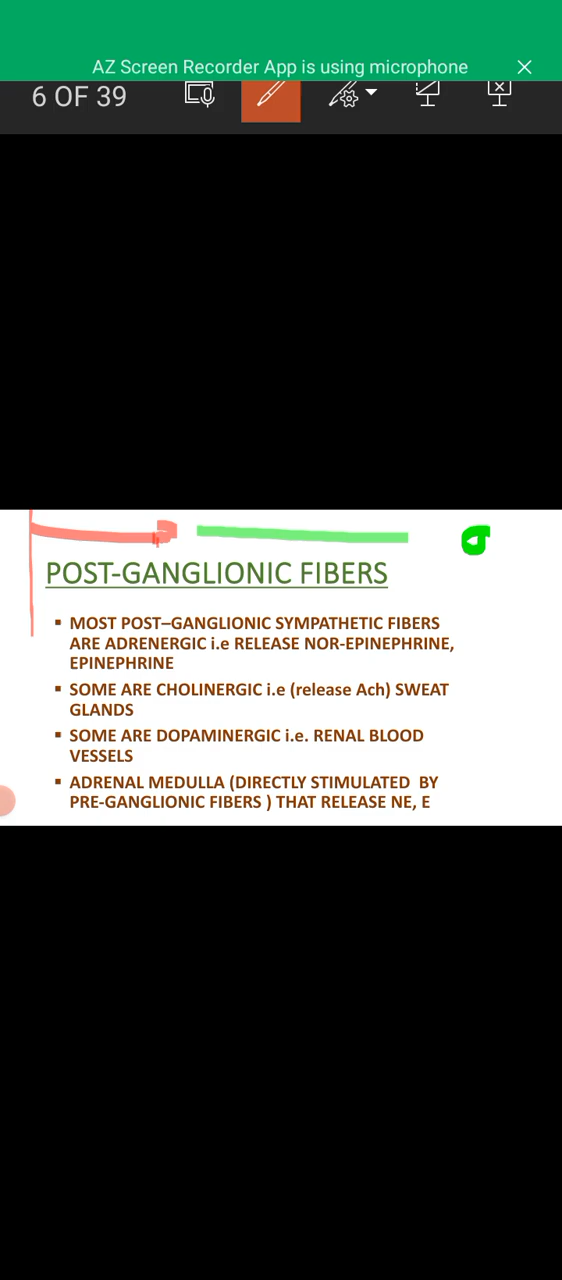 AZ Screen Recorder App is using microphone
6 OF 39
POST-GANGLIONIC FIBERS
▪ MOST POST–GANGLIONIC SYMPATHETIC FIBERS
ARE ADRENERGIC i.e RELEASE NOR-EPINEPHRINE,
EPINEPHRINE
▪ SOME ARE CHOLINERGIC i.e (release Ach) SWEAT
GLANDS
▪ SOME ARE DOPAMINERGIC i.e. RENAL BLOOD
VESSELS
▪ ADRENAL MEDULLA (DIRECTLY STIMULATED BY
PRE-GANGLIONIC FIBERS ) THAT RELEASE NE, E